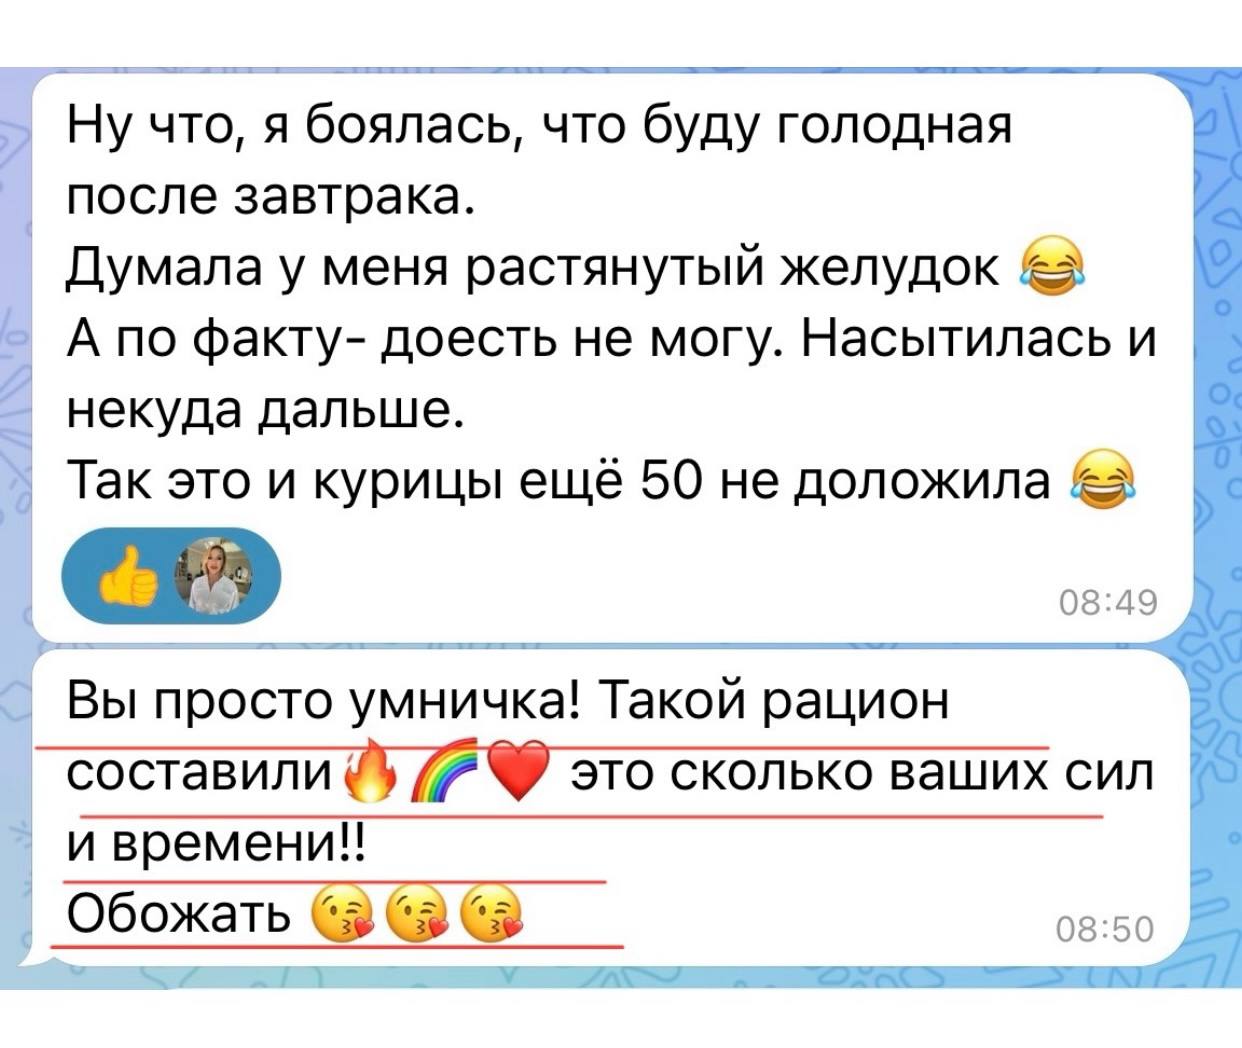 Ну что, я боялась, что буду голодная
после завтрака.
Думала у меня растянутый желудок 😂
А по факту- доесть не могу. Насытилась и
некуда дальше.
Так это и курицы ещё 50 не доложила 😂
👍
08:49
Вы просто умничка! Такой рацион
составили🔥🌈❤️ это сколько ваших сил
и времени!!
Обожать 😘😘😘
08:50